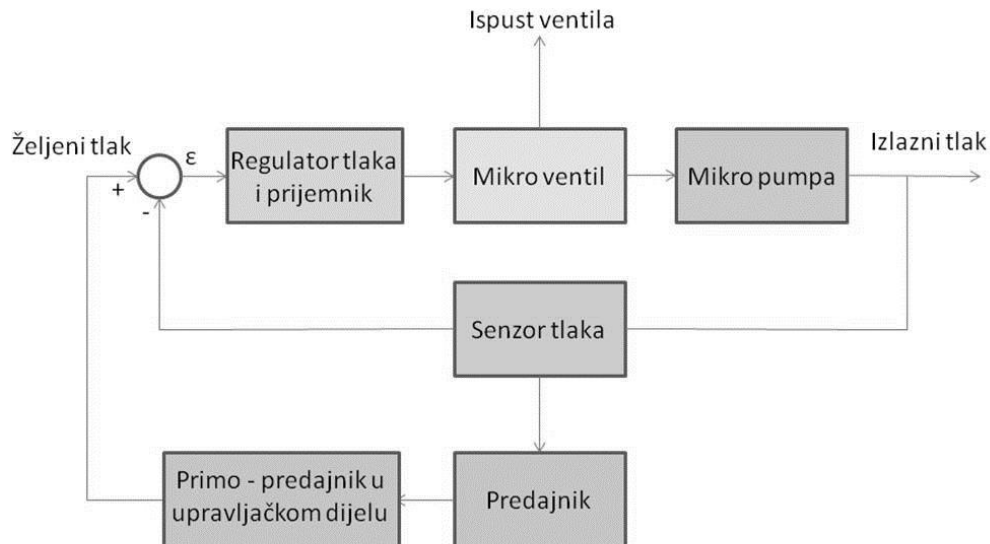 Ispust ventila
Željeni tlak
+
-
ε
Regulator tlaka
i prijemnik
Mikro ventil
Mikro pumpa
Izlazni tlak
Senzor tlaka
Primo - predajnik u
upravljačkom dijelu
Predajnik